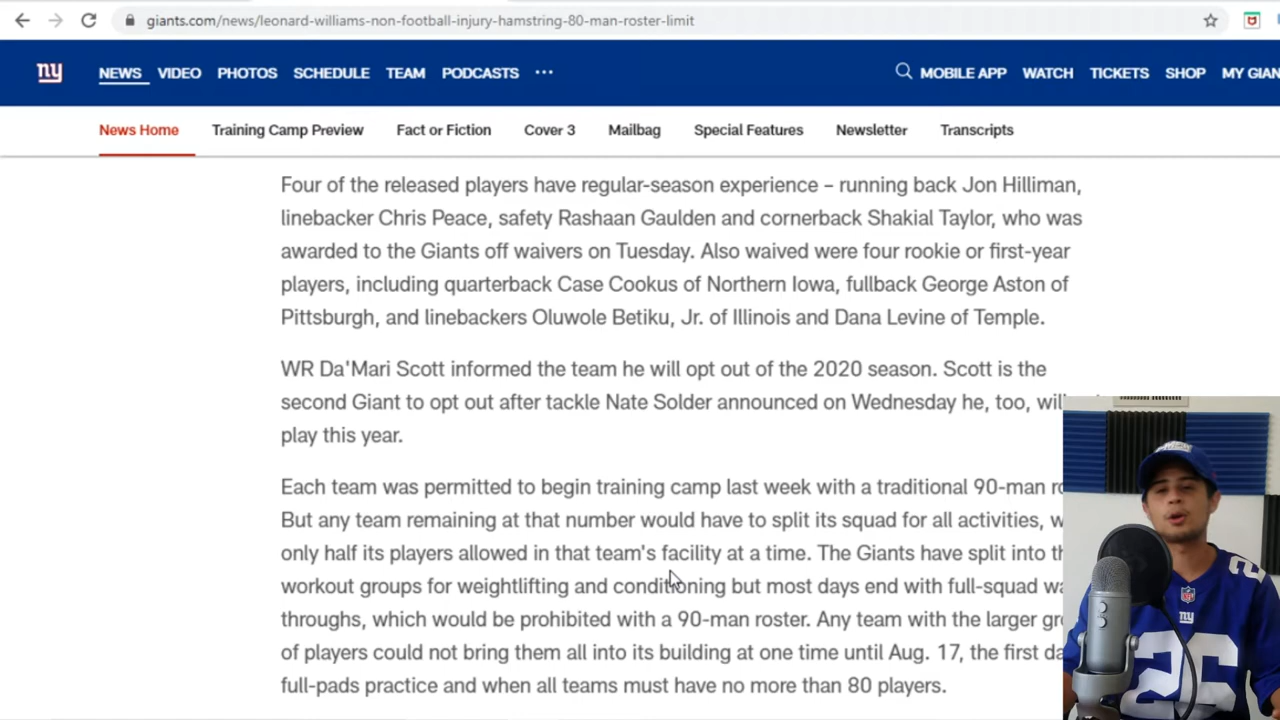 giants.com/news/leonard-williams-non-football-injury-hamstring-80-man-roster-limit
ny NEWS VIDEO PHOTOS SCHEDULE TEAM PODCASTS ... MOBILE APP WATCH TICKETS SHOP MY GIAN
News Home Training Camp Preview Fact or Fiction Cover 3 Mailbag Special Features Newsletter Transcripts
Four of the released players have regular-season experience – running back Jon Hilliman,
linebacker Chris Peace, safety Rashaan Gaulden and cornerback Shakial Taylor, who was
awarded to the Giants off waivers on Tuesday. Also waived were four rookie or first-year
players, including quarterback Case Cookus of Northern Iowa, fullback George Aston of
Pittsburgh, and linebackers Oluwole Betiku, Jr. of Illinois and Dana Levine of Temple.
WR Da'Mari Scott informed the team he will opt out of the 2020 season. Scott is the
second Giant to opt out after tackle Nate Solder announced on Wednesday he, too, will
play this year.
Each team was permitted to begin training camp last week with a traditional 90-man
But any team remaining at that number would have to split its squad for all activities,
only half its players allowed in that team's facility at a time. The Giants have split into
workout groups for weightlifting and conditioning but most days end with full-squad
throughs, which would be prohibited with a 90-man roster. Any team with the larger
of players could not bring them all into its building at one time until Aug. 17, the first
full-pads practice and when all teams must have no more than 80 players.
ny
26